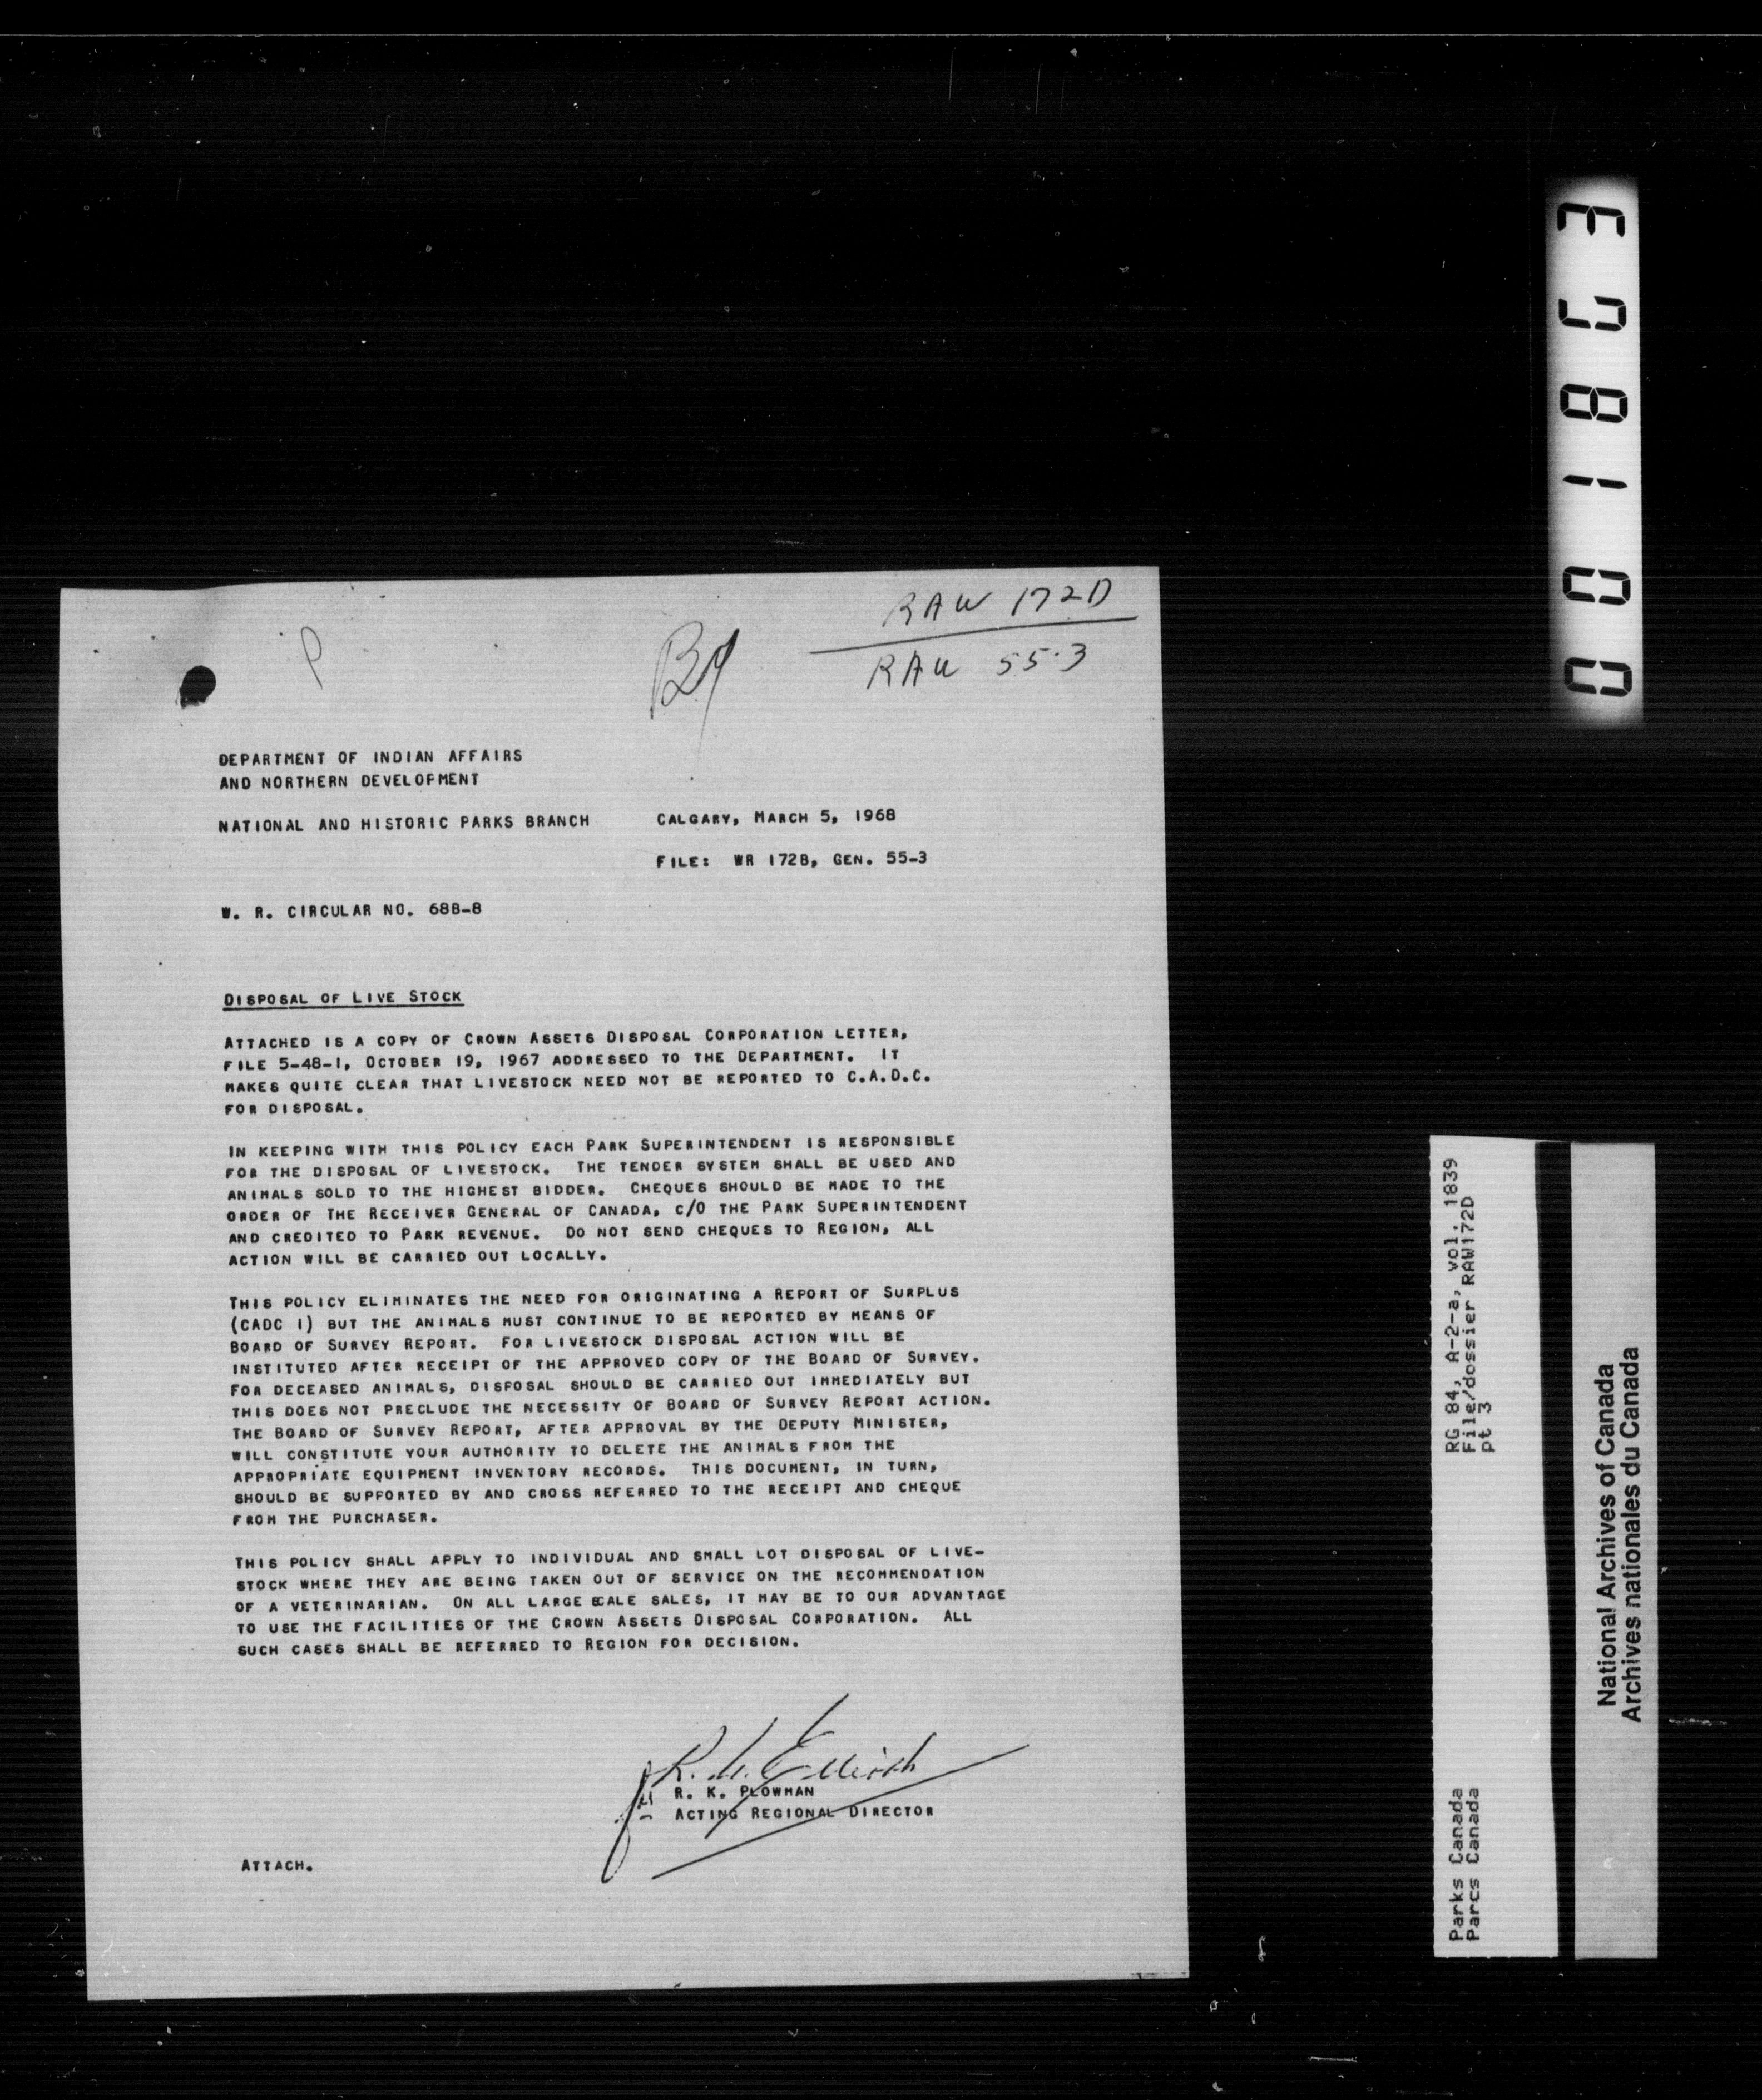 RAW 172D
RAW 55-3
DEPARTMENT OF INDIAN AFFAIRS
AND NORTHERN DEVELOPMENT
NATIONAL AND HISTORIC PARKS BRANCH
CALGARY, MARCH 5, 1968
FILE: WR 172B, GEN. 55-3
W. R. CIRCULAR NO. 68B-8
DISPOSAL OF LIVE STOCK
ATTACHED IS A COPY OF CROWN ASSETS DISPOSAL CORPORATION LETTER,
FILE 5-48-1, OCTOBER 19, 1967 ADDRESSED TO THE DEPARTMENT. IT
MAKES QUITE CLEAR THAT LIVESTOCK NEED NOT BE REPORTED TO C.A.D.C.
FOR DISPOSAL.
IN KEEPING WITH THIS POLICY EACH PARK SUPERINTENDENT IS RESPONSIBLE
FOR THE DISPOSAL OF LIVESTOCK. THE TENDER SYSTEM SHALL BE USED AND
ANIMALS SOLD TO THE HIGHEST BIDDER. CHEQUES SHOULD BE MADE TO THE
ORDER OF THE RECEIVER GENERAL OF CANADA, C/O THE PARK SUPERINTENDENT
AND CREDITED TO PARK REVENUE. DO NOT SEND CHEQUES TO REGION, ALL
ACTION WILL BE CARRIED OUT LOCALLY.
THIS POLICY ELIMINATES THE NEED FOR ORIGINATING A REPORT OF SURPLUS
(CADC 1) BUT THE ANIMALS MUST CONTINUE TO BE REPORTED BY MEANS OF
BOARD OF SURVEY REPORT. FOR LIVESTOCK DISPOSAL ACTION WILL BE
INSTITUTED AFTER RECEIPT OF THE APPROVED COPY OF THE BOARD OF SURVEY.
FOR DECEASED ANIMALS, DISPOSAL SHOULD BE CARRIED OUT IMMEDIATELY BUT
THIS DOES NOT PRECLUDE THE NECESSITY OF BOARD OF SURVEY REPORT ACTION.
THE BOARD OF SURVEY REPORT, AFTER APPROVAL BY THE DEPUTY MINISTER,
WILL CONSTITUTE YOUR AUTHORITY TO DELETE THE ANIMALS FROM THE
APPROPRIATE EQUIPMENT INVENTORY RECORDS. THIS DOCUMENT, IN TURN,
SHOULD BE SUPPORTED BY AND CROSS REFERRED TO THE RECEIPT AND CHEQUE
FROM THE PURCHASER.
THIS POLICY SHALL APPLY TO INDIVIDUAL AND SMALL LOT DISPOSAL OF LIVE-
STOCK WHERE THEY ARE BEING TAKEN OUT OF SERVICE ON THE RECOMMENDATION
OF A VETERINARIAN. ON ALL LARGE SCALE SALES, IT MAY BE TO OUR ADVANTAGE
TO USE THE FACILITIES OF THE CROWN ASSETS DISPOSAL CORPORATION. ALL
SUCH CASES SHALL BE REFERRED TO REGION FOR DECISION.
R. K. PLOWMAN
ACTING REGIONAL DIRECTOR
ATTACH.
RG 84, A-2-a, vol. 1839
File/dossier RAW172D
pt 3
Parks Canada
Parcs Canada
National Archives of Canada
Archives nationales du Canada